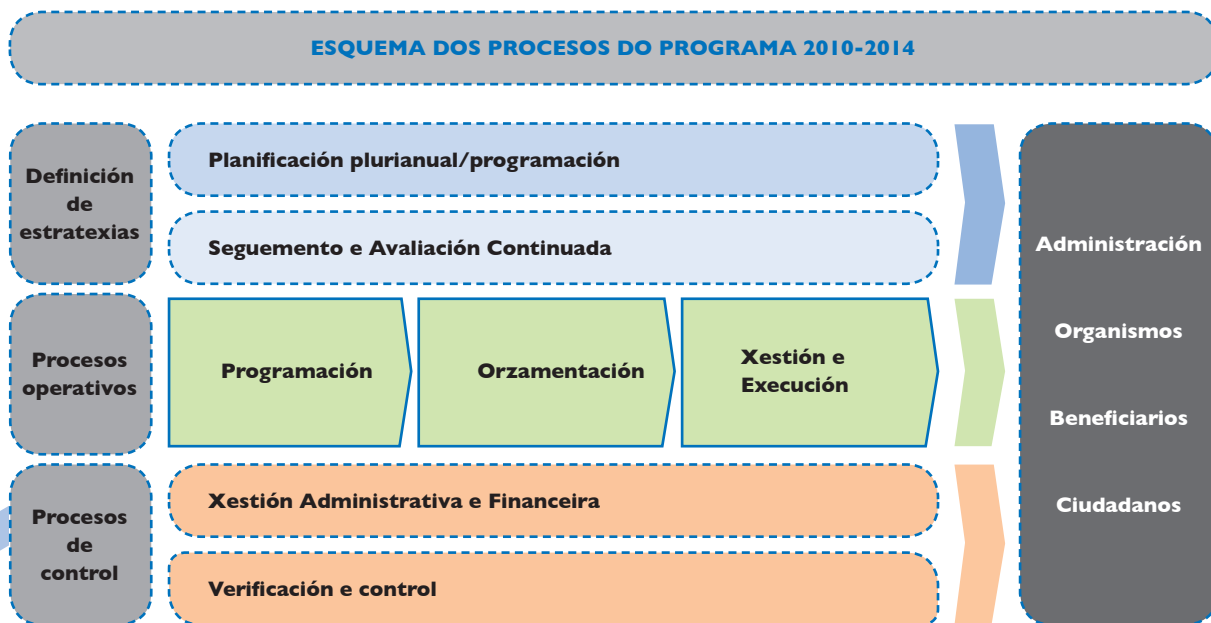 ESQUEMA DOS PROCESOS DO PROGRAMA 2010-2014
Definición
de
estratexias
Planificación plurianual/programación
Seguemento e Avaliación Continuada
Procesos
operativos
Programación
Orzamentación
Xestión e
Execución
Procesos
de
control
Xestión Administrativa e Financeira
Verificación e control
Administración
Organismos
Beneficiarios
Ciudadanos